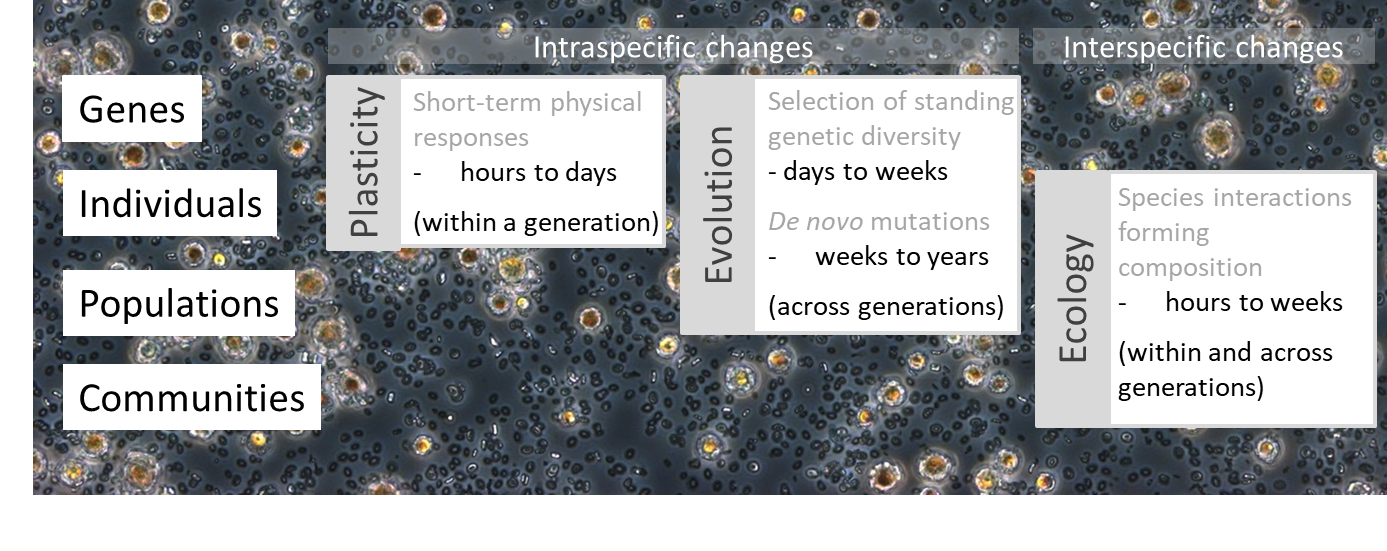 Intraspecific changes
Interspecific changes
Genes
Individuals
Populations
Communities
Plasticity
Short-term physical
responses
- hours to days
(within a generation)
Evolution
Selection of standing
genetic diversity
- days to weeks
De novo mutations
- weeks to years
(across generations)
Ecology
Species interactions
forming
composition
- hours to weeks
(within and across
generations)